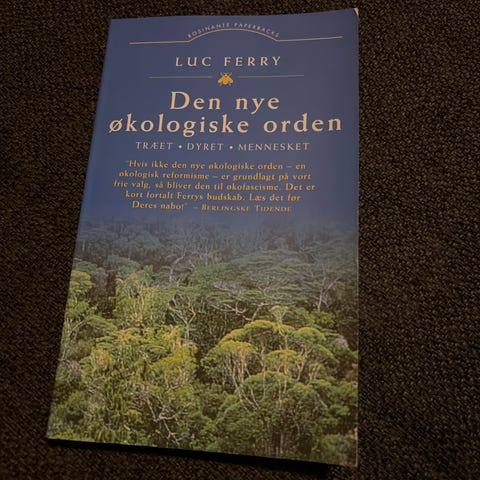 ROSINANTE PAPERBACKS
LUC FERRY
Den nye
økologiske orden
TRÆET • DYRET • MENNESKET
"Hvis ikke den nye økologiske orden – en
økologisk reformisme – er grundlagt på vort
frie valg, så bliver den til økofascisme. Det er
kort fortalt Ferrys budskab. Læs det før
Deres nabo!" – BERLINGSKE TIDENDE